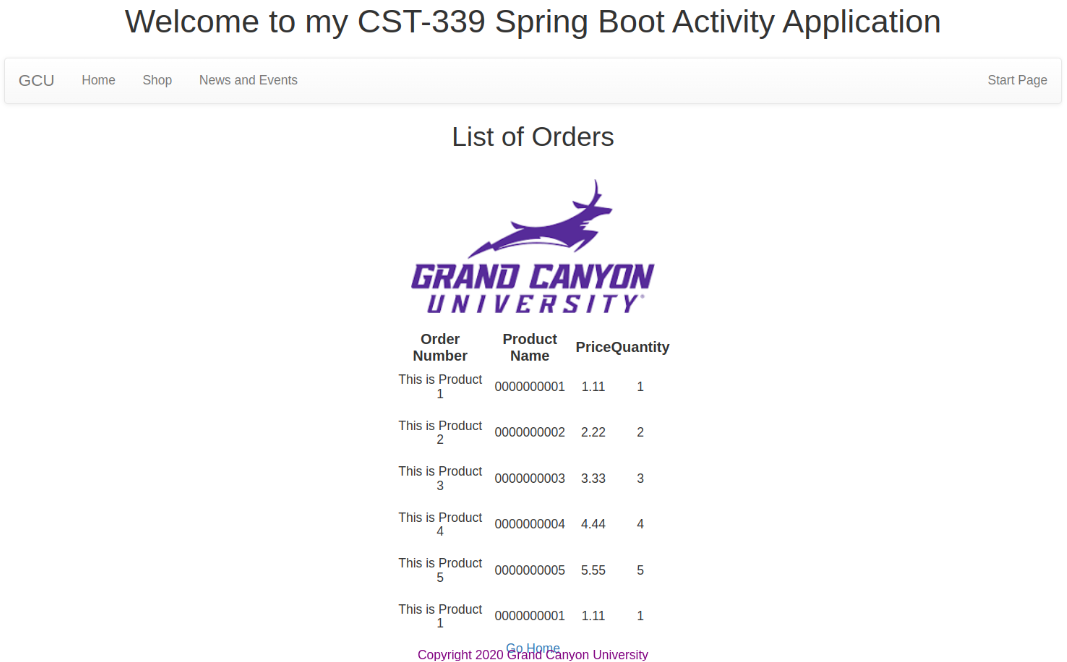 Welcome to my CST-339 Spring Boot Activity Application
GCU Home Shop News and Events Start Page
List of Orders
GRAND CANYON
UNIVERSITY®
Order Number Product Name Price Quantity
This is Product 1 0000000001 1.11 1
This is Product 2 0000000002 2.22 2
This is Product 3 0000000003 3.33 3
This is Product 4 0000000004 4.44 4
This is Product 5 0000000005 5.55 5
This is Product 1 0000000001 1.11 1
Go Home
Copyright 2020 Grand Canyon University